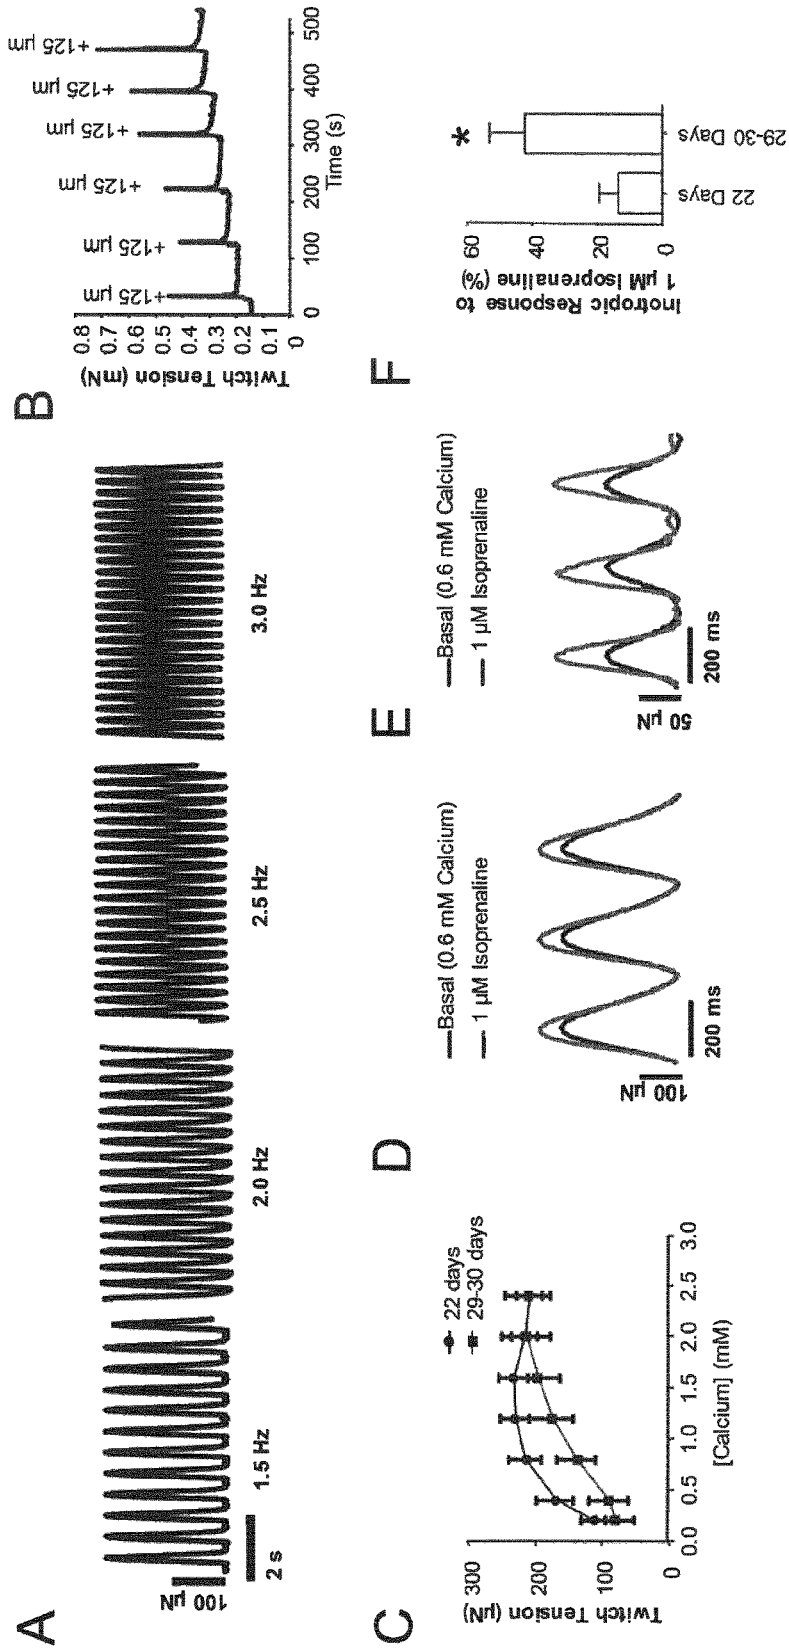 A
100 µN
2 s
1.5 Hz
2.0 Hz
2.5 Hz
3.0 Hz
B
Twitch Tension (mN)
0.8
0.7
0.6
0.5
0.4
0.3
0.2
0.1
0
+125 µm
+125 µm
+125 µm
+125 µm
+125 µm
+125 µm
0
100
200
300
400
500
Time (s)
C
Twitch Tension (µN)
300
200
100
0
22 days
29-30 days
0.0
0.5
1.0
1.5
2.0
2.5
3.0
[Calcium] (mM)
D
Basal (0.6 mM Calcium)
1 µM Isoprenaline
100 µN
200 ms
E
Basal (0.6 mM Calcium)
1 µM Isoprenaline
50 µN
200 ms
F
Inotropic Response to
1 µM Isoprenaline (%)
60
40
20
0
*
22 Days
29-30 Days